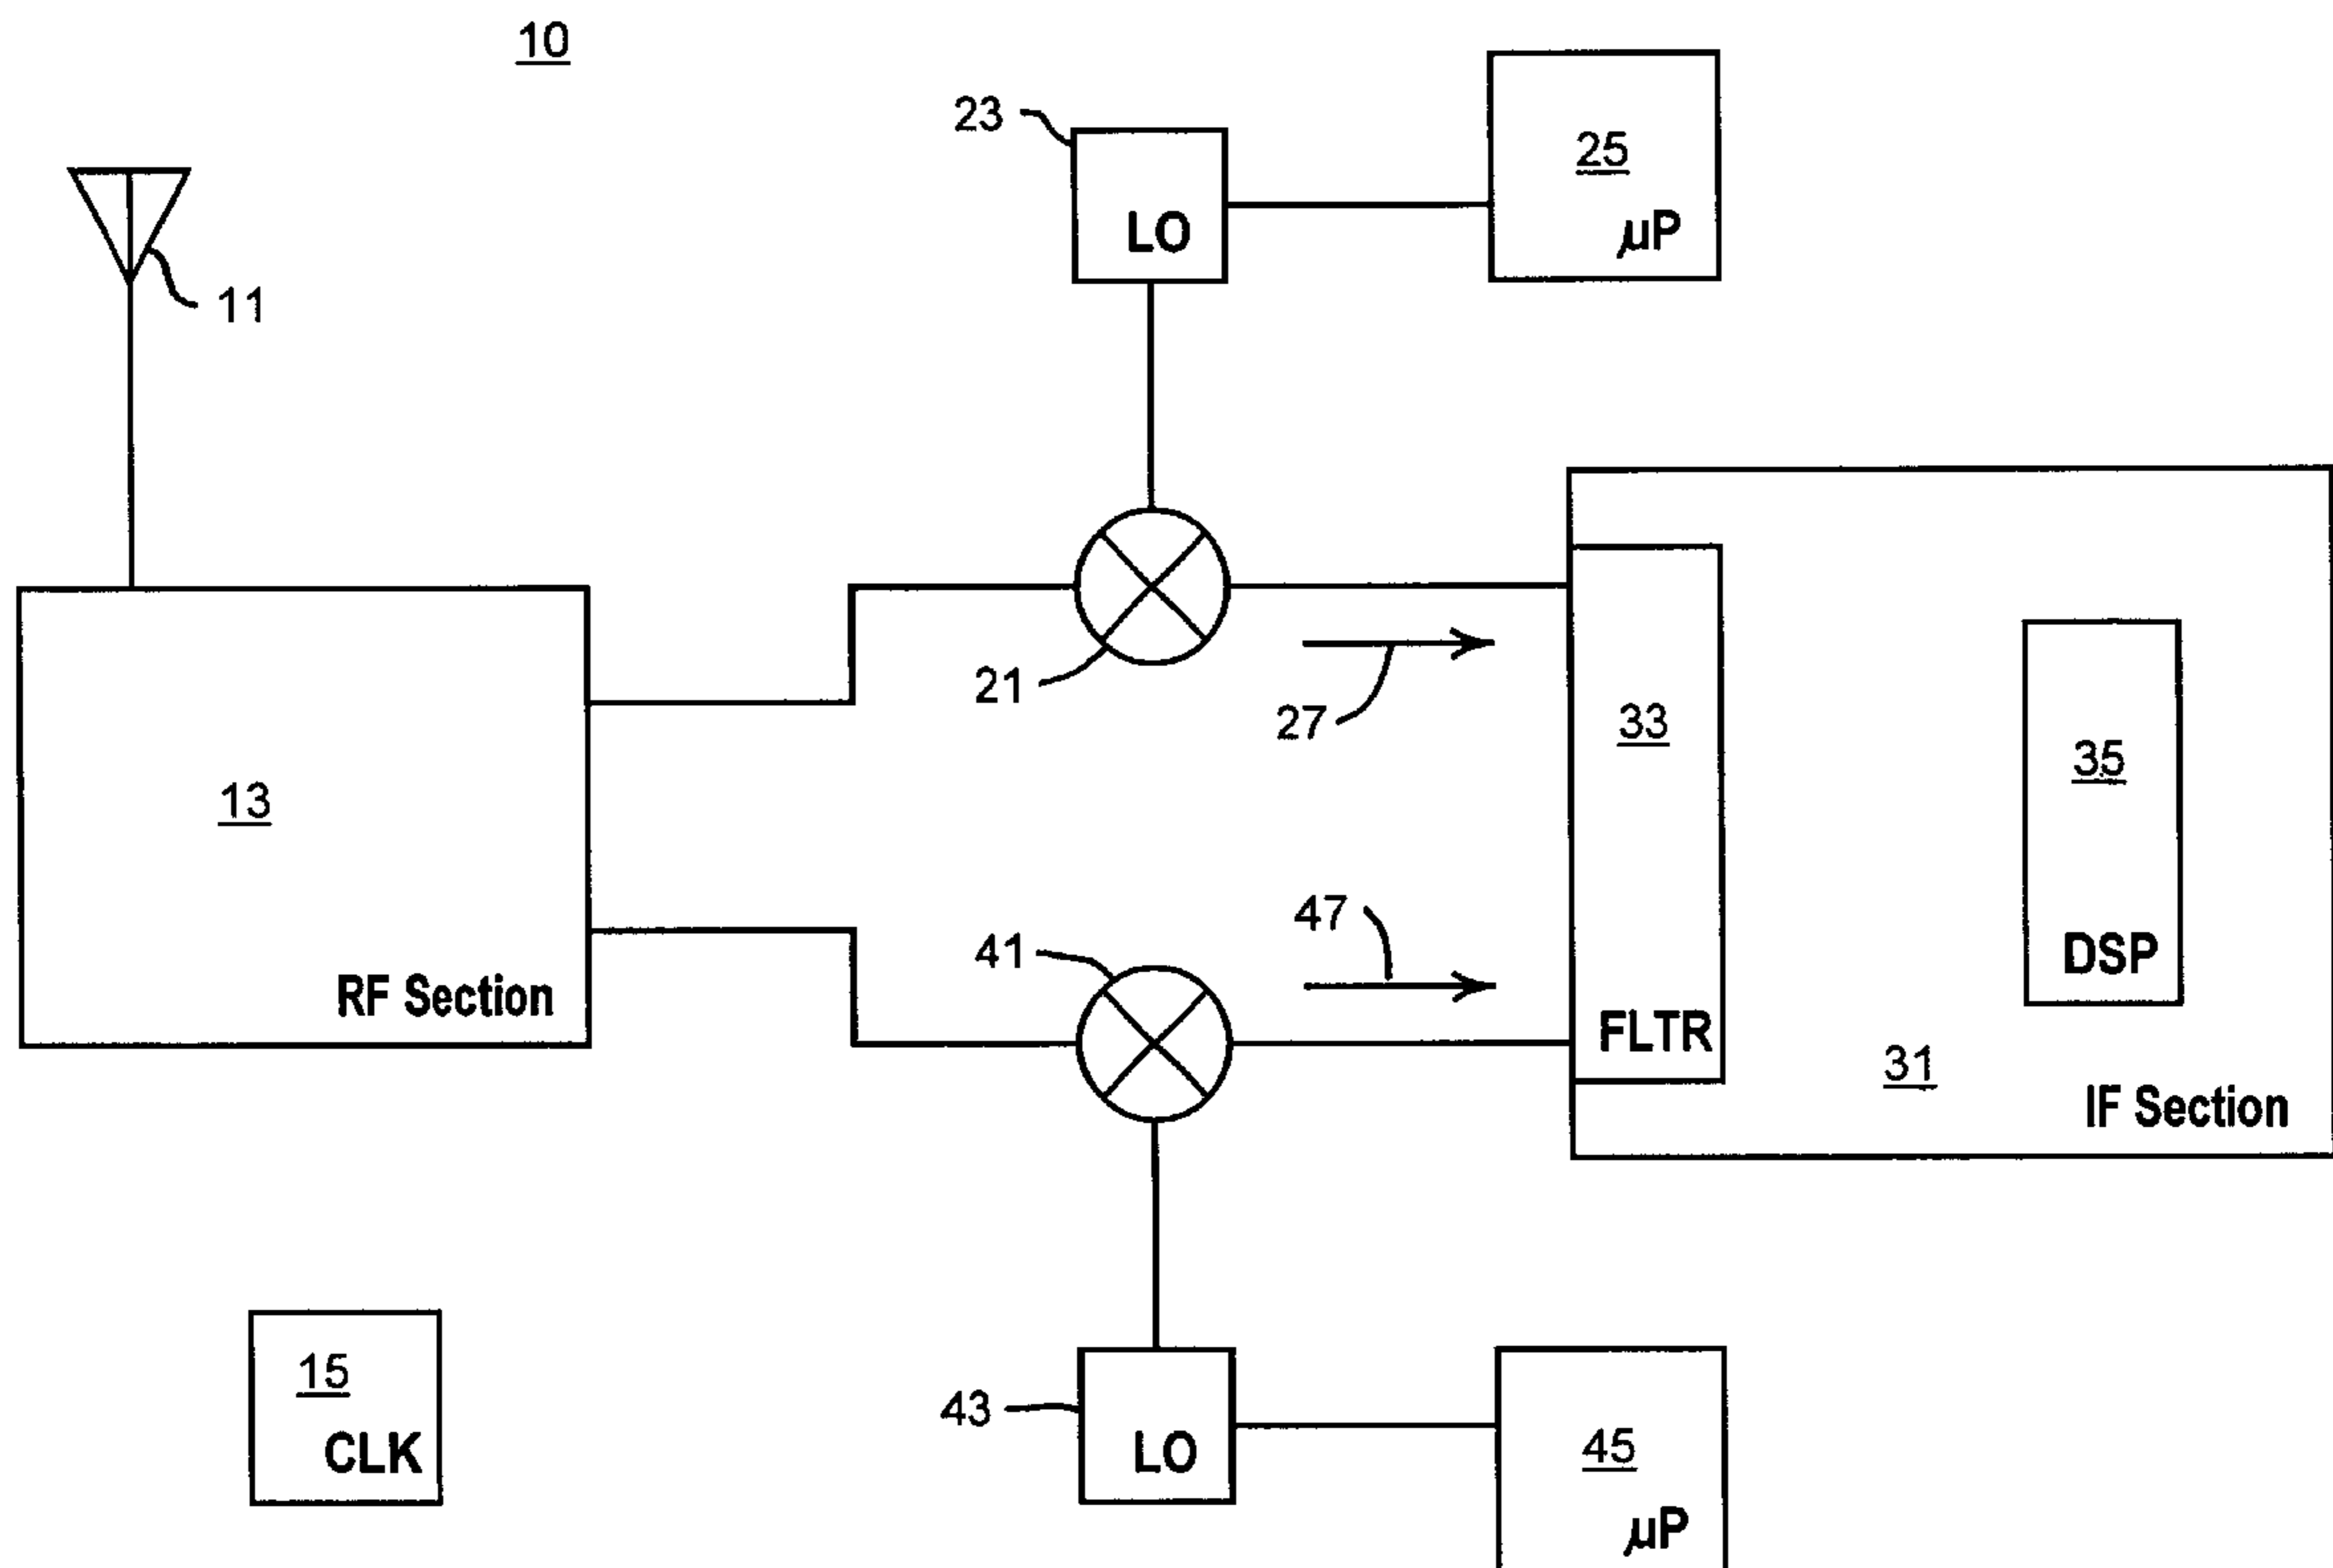 10
23
25
LO
μP
11
21
27
33
35
13
47
41
DSP
RF Section
FLTR
31
IF Section
15
CLK
43
LO
45
μP